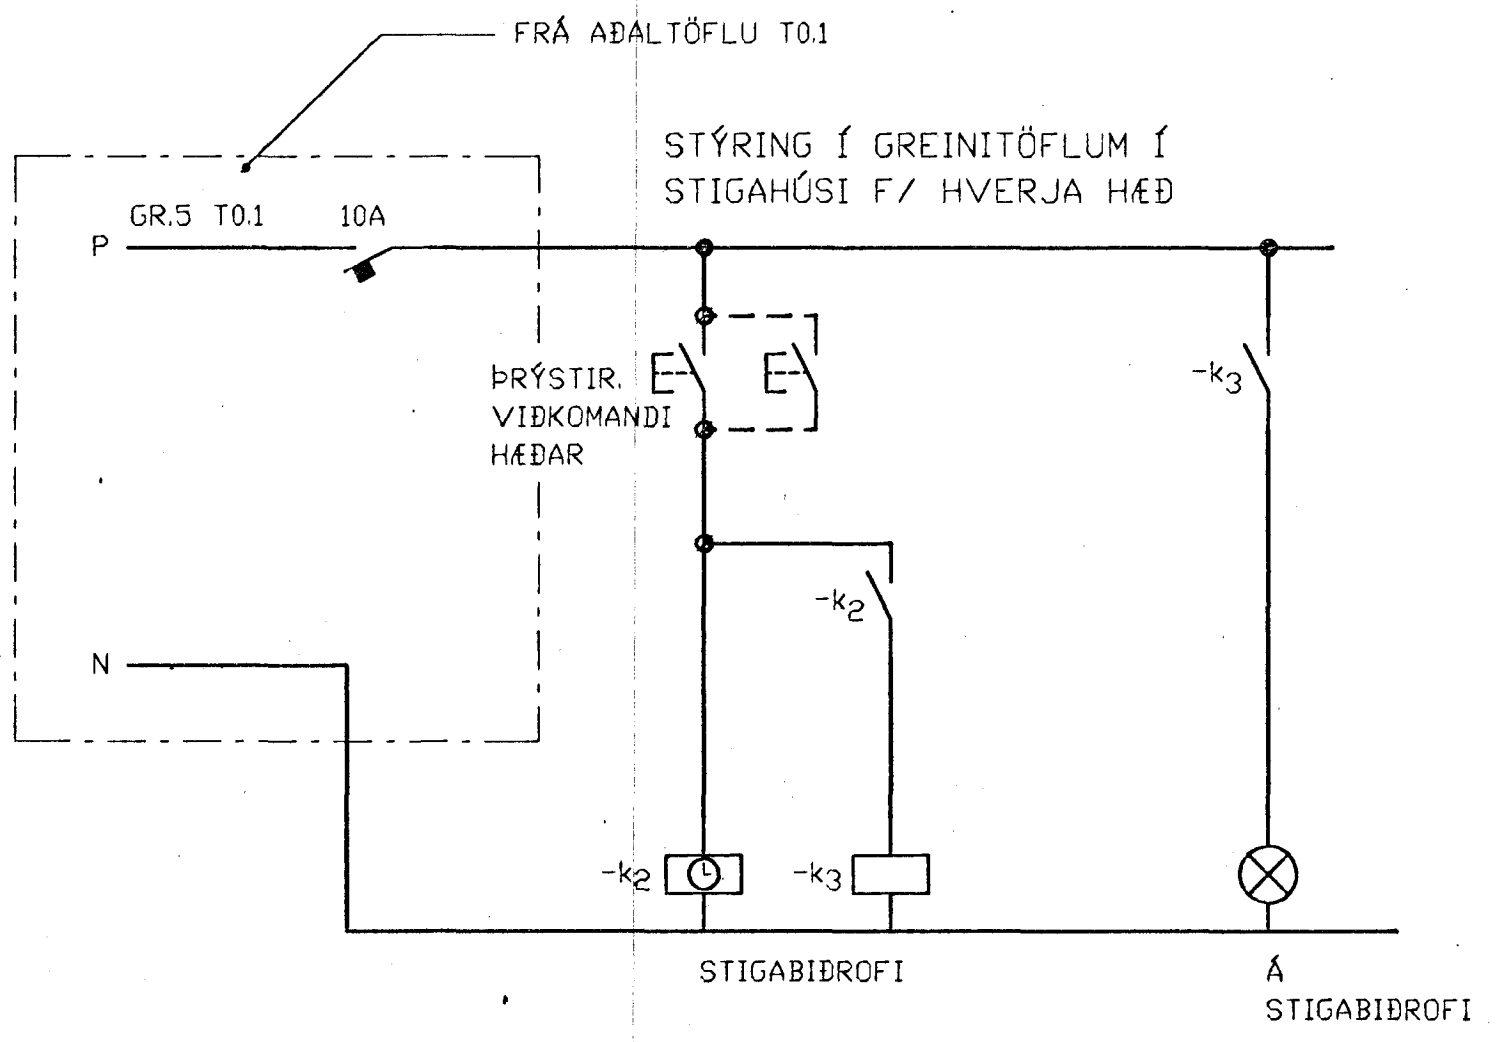 FRÁ AÐALTÖFLU T0.1
STÝRING Í GREINITÖFLUM Í
STIGAHÚSI F/ HVERJA HÆÐ
GR.5 T0.1 10A
P
ÞRÝSTIR.
VIÐKOMANDI
HÆÐAR
-k3
-k2
N
-k2
-k3
STIGABIÐROFI
Á
STIGABIÐROFI